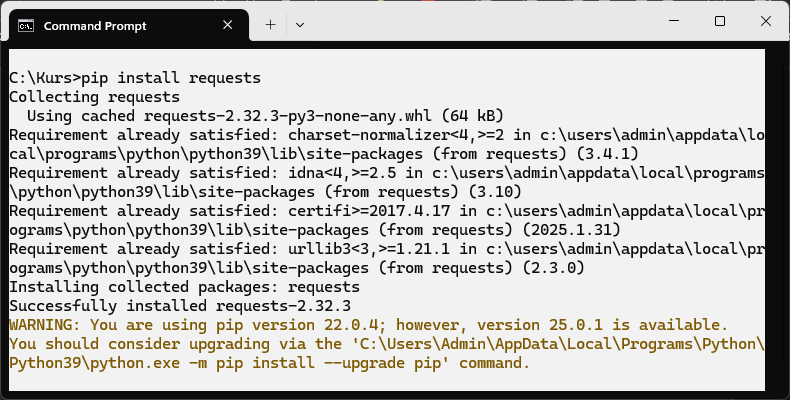 Command Prompt
C:\Kurs>pip install requests
Collecting requests
  Using cached requests-2.32.3-py3-none-any.whl (64 kB)
Requirement already satisfied: charset-normalizer<4,>=2 in c:\users\admin\appdata\lo
cal\programs\python\python39\lib\site-packages (from requests) (3.4.1)
Requirement already satisfied: idna<4,>=2.5 in c:\users\admin\appdata\local\programs
\python\python39\lib\site-packages (from requests) (3.10)
Requirement already satisfied: certifi>=2017.4.17 in c:\users\admin\appdata\local\pr
ograms\python\python39\lib\site-packages (from requests) (2025.1.31)
Requirement already satisfied: urllib3<3,>=1.21.1 in c:\users\admin\appdata\local\pr
ograms\python\python39\lib\site-packages (from requests) (2.3.0)
Installing collected packages: requests
Successfully installed requests-2.32.3
WARNING: You are using pip version 22.0.4; however, version 25.0.1 is available.
You should consider upgrading via the 'C:\Users\Admin\AppData\Local\Programs\Python\
Python39\python.exe -m pip install --upgrade pip' command.